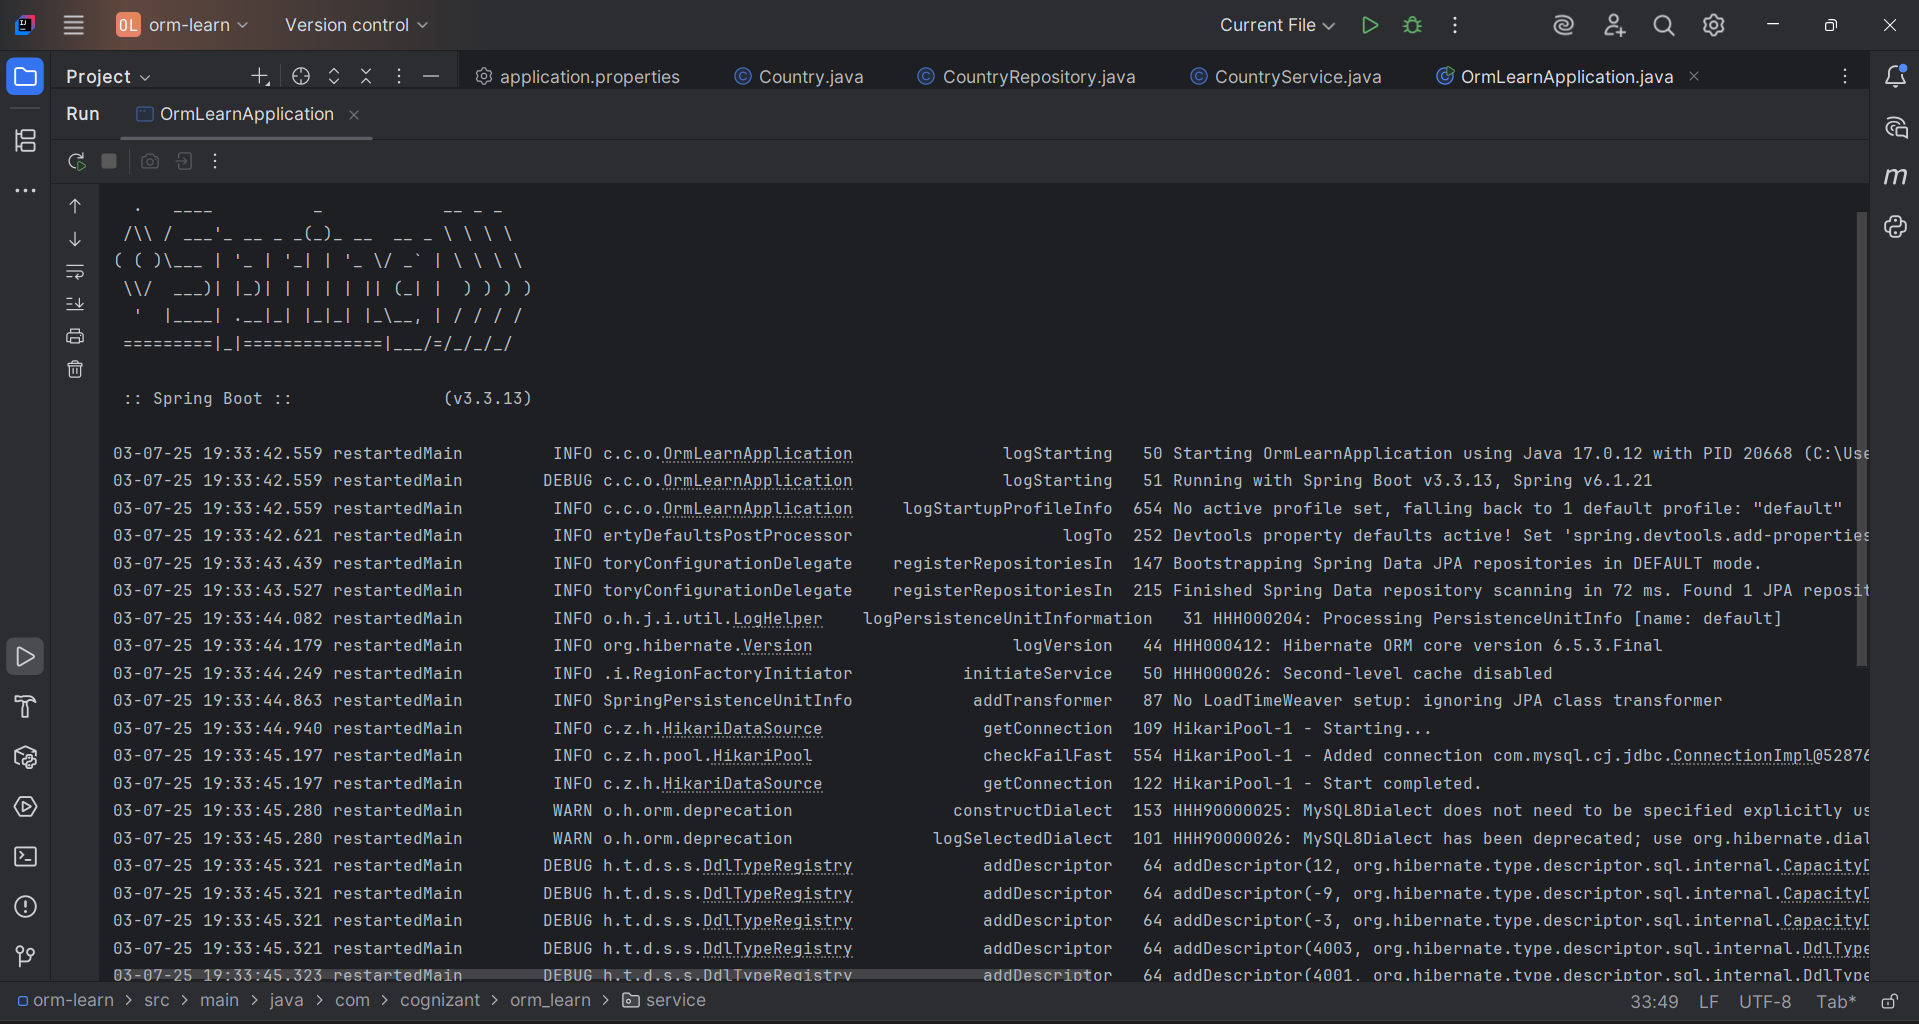 OL orm-learn Version control Current File
Project application.properties Country.java CountryRepository.java CountryService.java OrmLearnApplication.java
Run OrmLearnApplication
  .   ____          _            __ _ _
 /\\ / ___'_ __ _ _(_)_ __  __ _ \ \ \ \
( ( )\___ | '_ | '_| | '_ \/ _` | \ \ \ \
 \\/  ___)| |_)| | | | | || (_| |  ) ) ) )
  '  |____| .__|_| |_|_| |_\__, | / / / /
 =========|_|==============|___/=/_/_/_/
:: Spring Boot :: (v3.3.13)
03-07-25 19:33:42.559 restartedMain INFO c.c.o.OrmLearnApplication logStarting 50 Starting OrmLearnApplication using Java 17.0.12 with PID 20668 (C:\Use
03-07-25 19:33:42.559 restartedMain DEBUG c.c.o.OrmLearnApplication logStarting 51 Running with Spring Boot v3.3.13, Spring v6.1.21
03-07-25 19:33:42.559 restartedMain INFO c.c.o.OrmLearnApplication logStartupProfileInfo 654 No active profile set, falling back to 1 default profile: "default"
03-07-25 19:33:42.621 restartedMain INFO ertyDefaultsPostProcessor logTo 252 Devtools property defaults active! Set 'spring.devtools.add-properties
03-07-25 19:33:43.439 restartedMain INFO toryConfigurationDelegate registerRepositoriesIn 147 Bootstrapping Spring Data JPA repositories in DEFAULT mode.
03-07-25 19:33:43.527 restartedMain INFO toryConfigurationDelegate registerRepositoriesIn 215 Finished Spring Data repository scanning in 72 ms. Found 1 JPA reposit
03-07-25 19:33:44.082 restartedMain INFO o.h.j.i.util.LogHelper logPersistenceUnitInformation 31 HHH000204: Processing PersistenceUnitInfo [name: default]
03-07-25 19:33:44.179 restartedMain INFO org.hibernate.Version logVersion 44 HHH000412: Hibernate ORM core version 6.5.3.Final
03-07-25 19:33:44.249 restartedMain INFO .i.RegionFactoryInitiator initiateService 50 HHH000026: Second-level cache disabled
03-07-25 19:33:44.863 restartedMain INFO SpringPersistenceUnitInfo addTransformer 87 No LoadTimeWeaver setup: ignoring JPA class transformer
03-07-25 19:33:44.940 restartedMain INFO c.z.h.HikariDataSource getConnection 109 HikariPool-1 - Starting...
03-07-25 19:33:45.197 restartedMain INFO c.z.h.pool.HikariPool checkFailFast 554 HikariPool-1 - Added connection com.mysql.cj.jdbc.ConnectionImpl@52876
03-07-25 19:33:45.197 restartedMain INFO c.z.h.HikariDataSource getConnection 122 HikariPool-1 - Start completed.
03-07-25 19:33:45.280 restartedMain WARN o.h.orm.deprecation constructDialect 153 HHH90000025: MySQL8Dialect does not need to be specified explicitly us
03-07-25 19:33:45.280 restartedMain WARN o.h.orm.deprecation logSelectedDialect 101 HHH90000026: MySQL8Dialect has been deprecated; use org.hibernate.dial
03-07-25 19:33:45.321 restartedMain DEBUG h.t.d.s.s.DdlTypeRegistry addDescriptor 64 addDescriptor(12, org.hibernate.type.descriptor.sql.internal.CapacityD
03-07-25 19:33:45.321 restartedMain DEBUG h.t.d.s.s.DdlTypeRegistry addDescriptor 64 addDescriptor(-9, org.hibernate.type.descriptor.sql.internal.CapacityD
03-07-25 19:33:45.321 restartedMain DEBUG h.t.d.s.s.DdlTypeRegistry addDescriptor 64 addDescriptor(-3, org.hibernate.type.descriptor.sql.internal.CapacityD
03-07-25 19:33:45.321 restartedMain DEBUG h.t.d.s.s.DdlTypeRegistry addDescriptor 64 addDescriptor(4003, org.hibernate.type.descriptor.sql.internal.DdlType
03-07-25 19:33:45.323 restartedMain DEBUG h.t.d.s.s.DdlTypeRegistry addDescriptor 64 addDescriptor(4001, org.hibernate.type.descriptor.sql.internal.DdlType
orm-learn > src > main > java > com > cognizant > orm_learn > service 33:49 LF UTF-8 Tab*